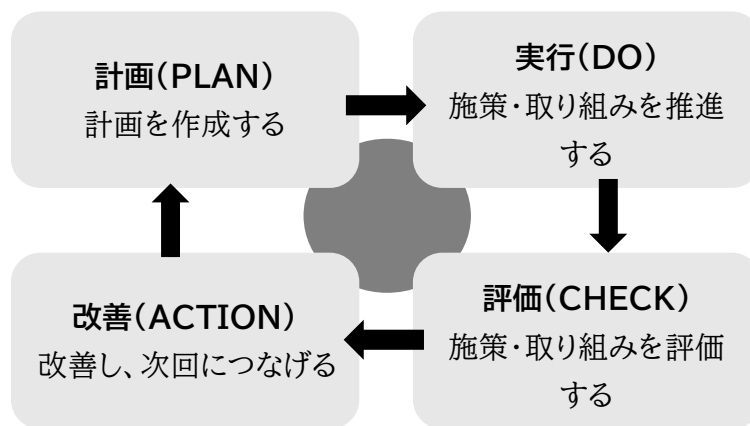 計画(PLAN)
計画を作成する
実行(DO)
施策・取り組みを推進
する
評価(CHECK)
施策・取り組みを評価
する
改善(ACTION)
改善し、次回につなげる